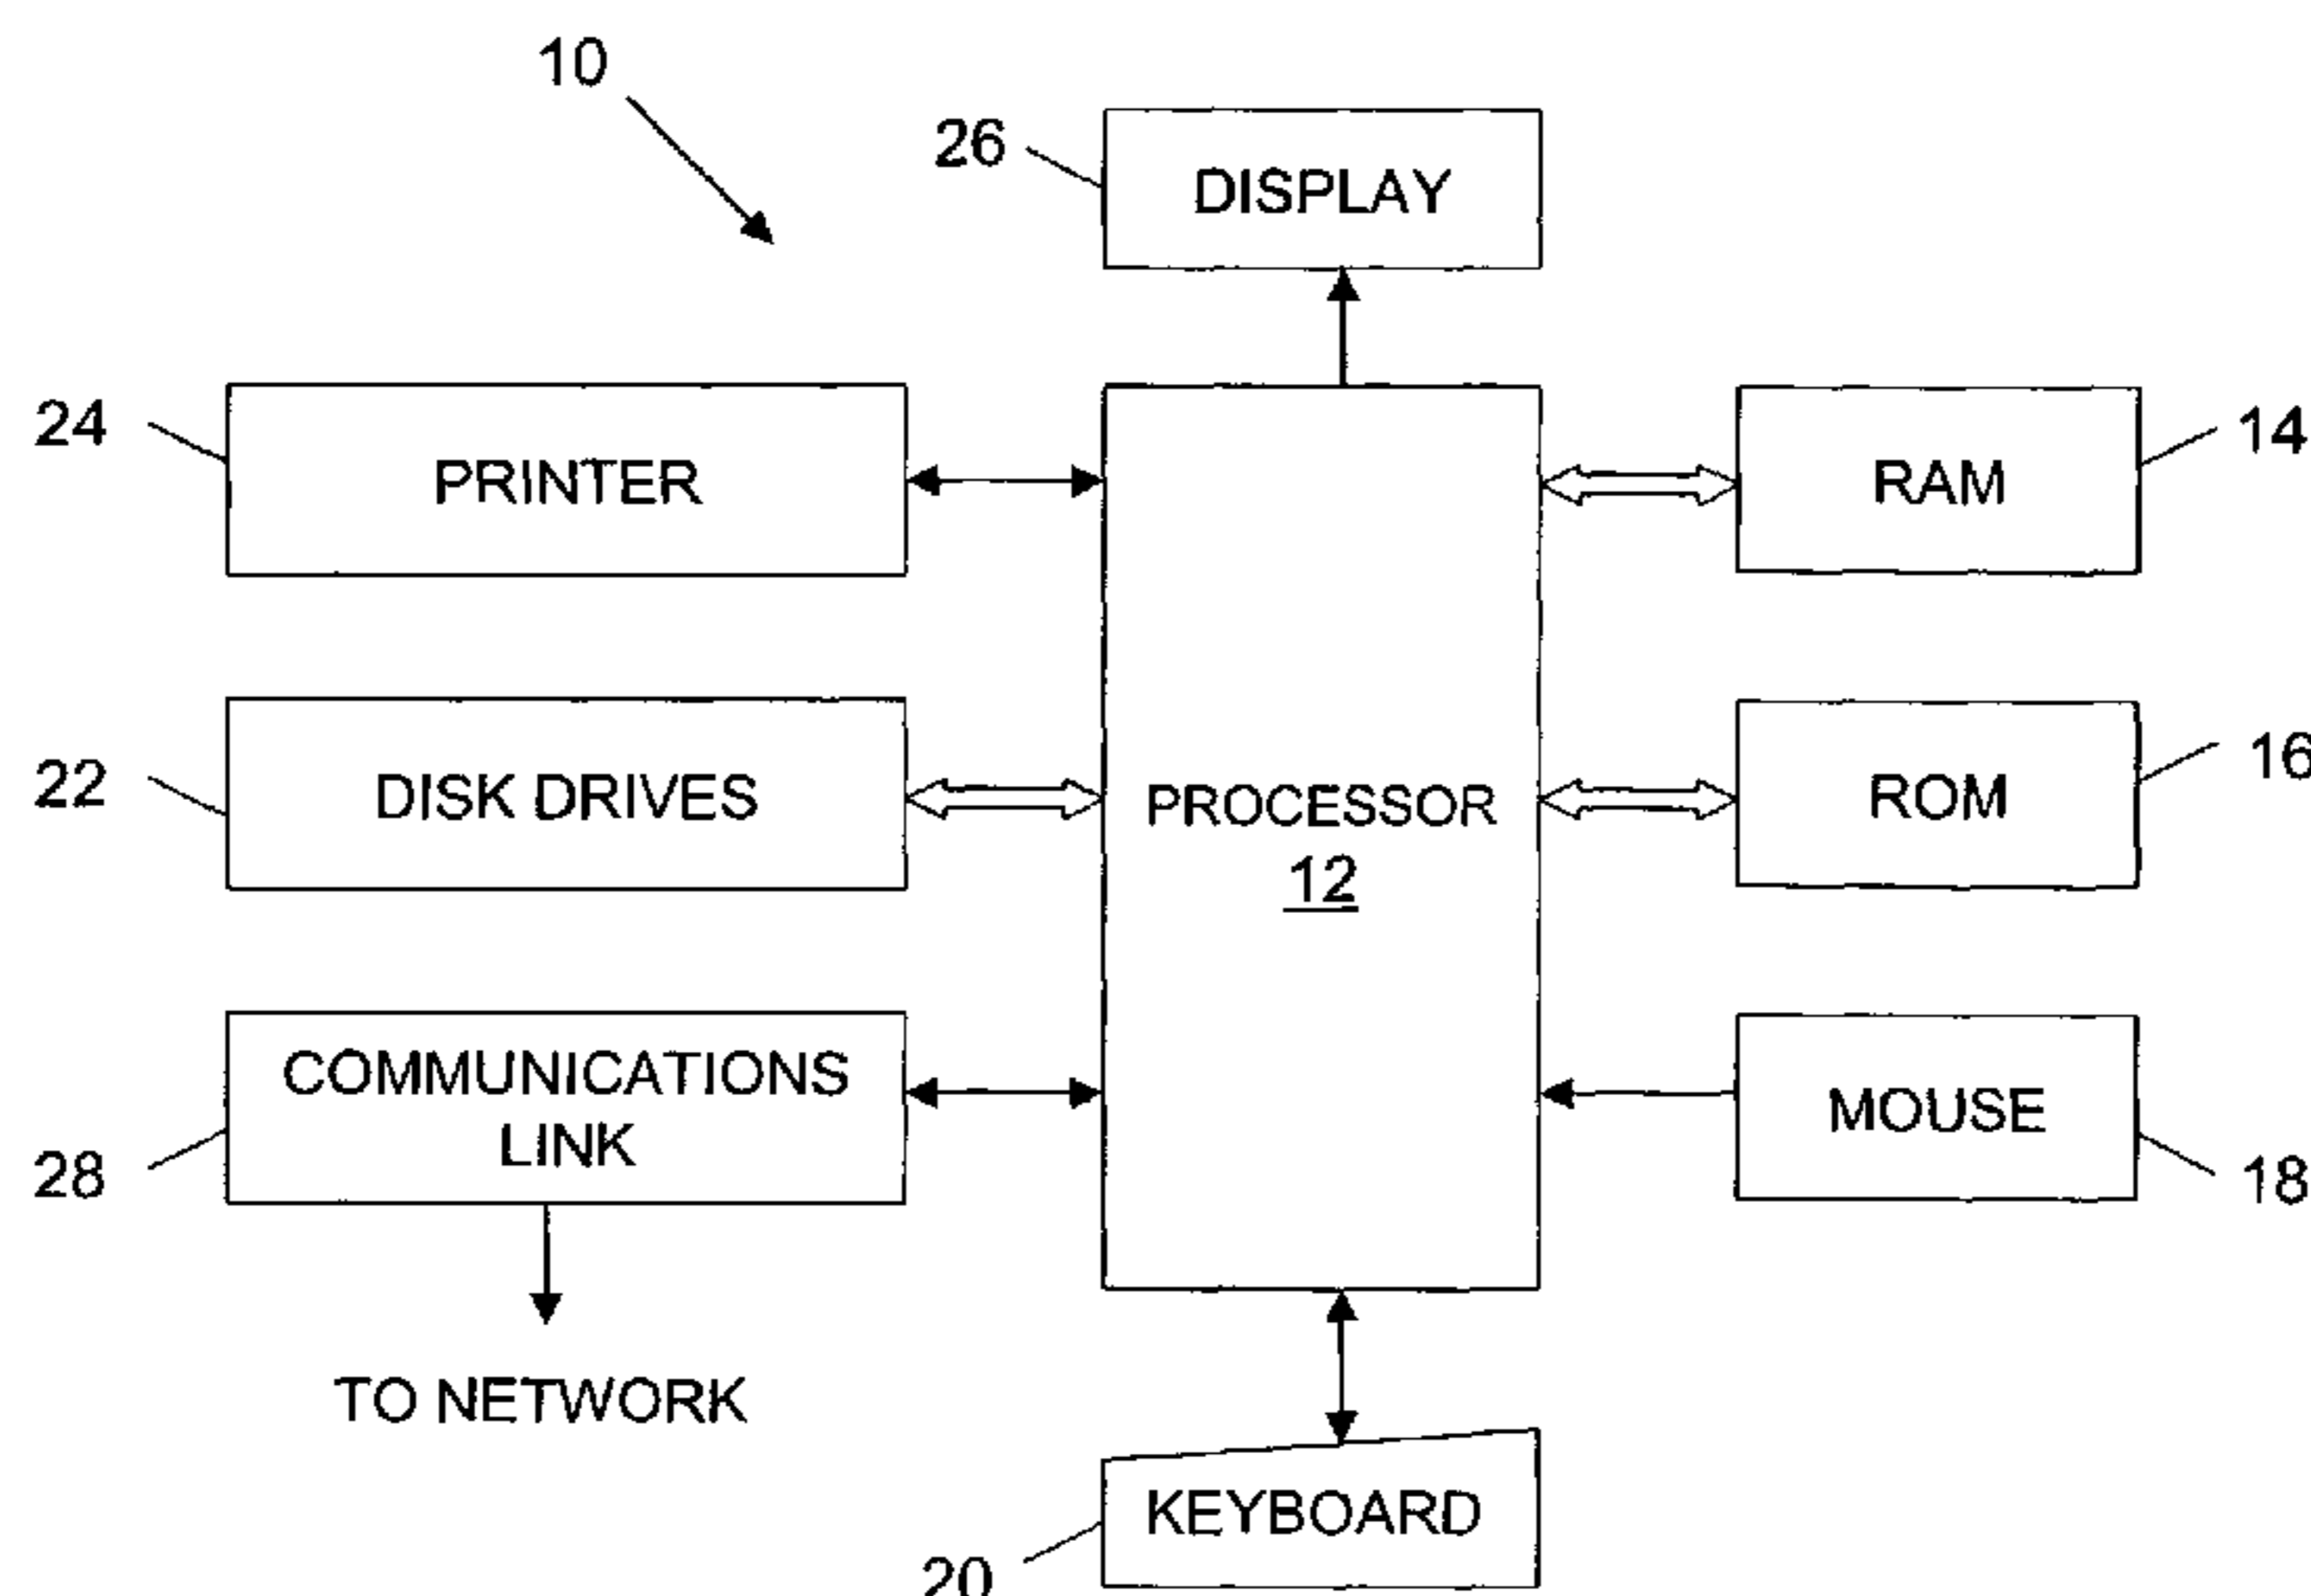 10
26
DISPLAY
24
PRINTER
RAM
14
22
DISK DRIVES
PROCESSOR
12
ROM
16
COMMUNICATIONS
LINK
28
MOUSE
18
TO NETWORK
KEYBOARD
20